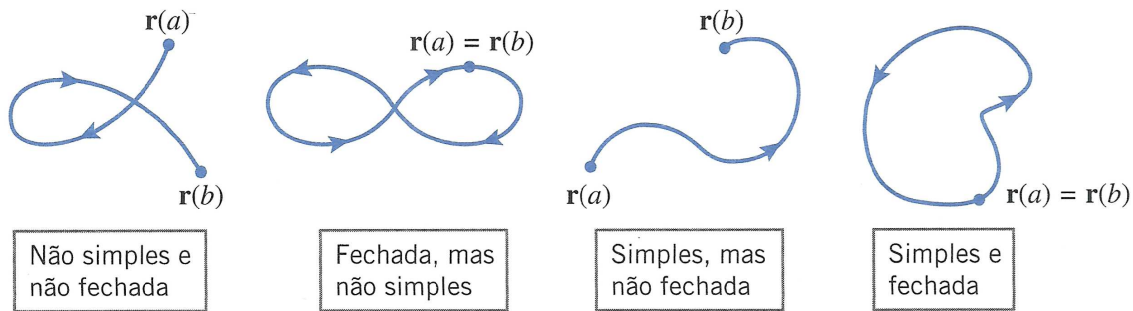 r(a)
r(b)
Não simples e
não fechada
r(a) = r(b)
Fechada, mas
não simples
r(b)
r(a)
Simples, mas
não fechada
r(a) = r(b)
Simples e
fechada